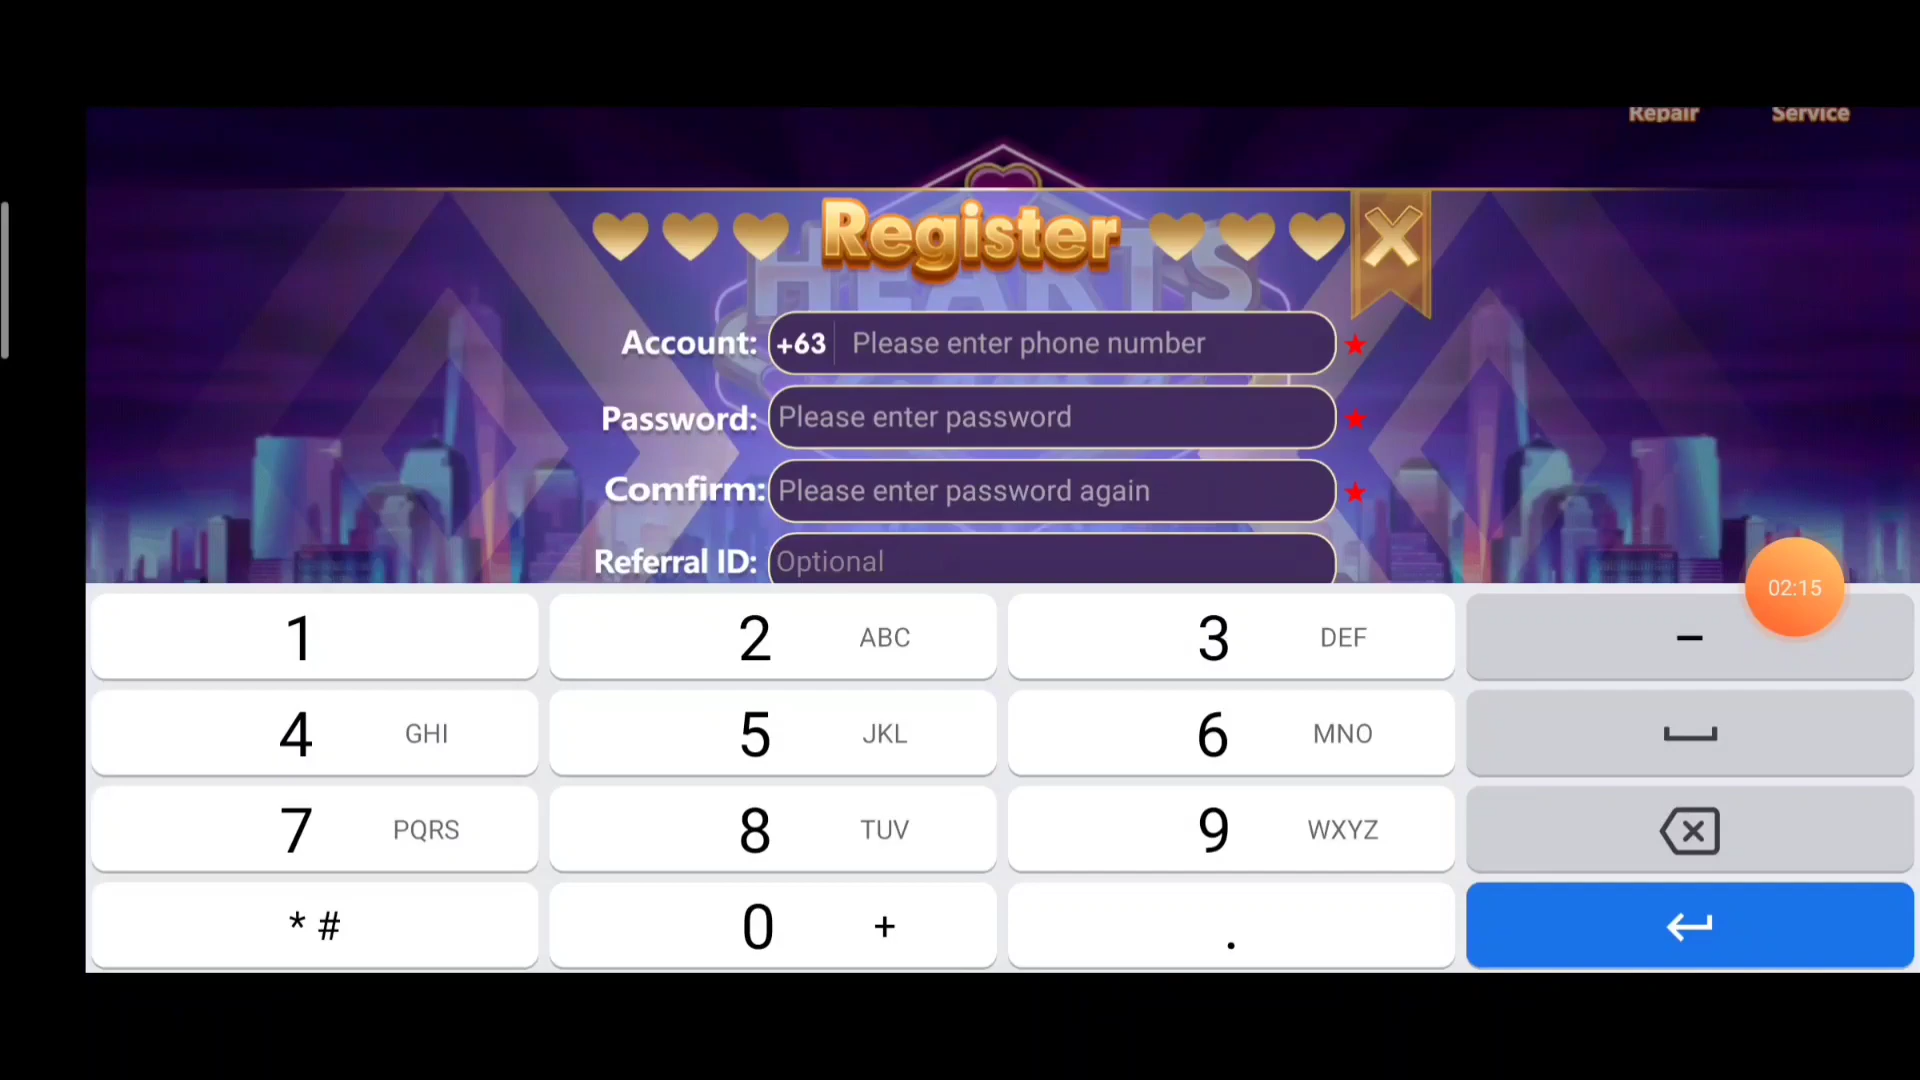 Repair Service
Register
HEARTS
Account: +63 Please enter phone number ★
Password: Please enter password ★
Comfirm: Please enter password again ★
Referral ID: Optional
02:15
1 2 ABC 3 DEF –
4 GHI 5 JKL 6 MNO
7 PQRS 8 TUV 9 WXYZ
* # 0 + .